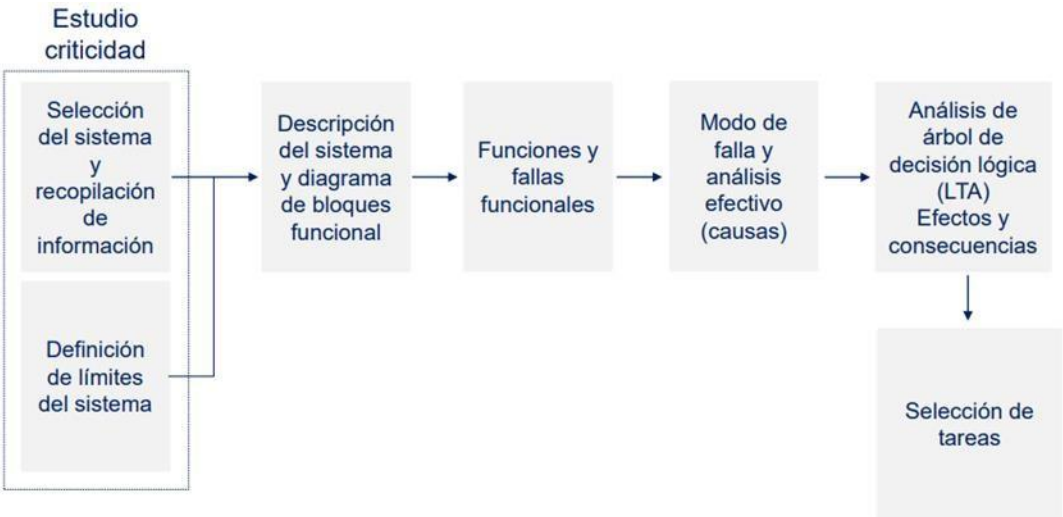 Estudio
criticidad
Selección
del sistema
y
recopilación
de
información
Definición
de límites
del sistema
Descripción
del sistema
y diagrama
de bloques
funcional
Funciones y
fallas
funcionales
Modo de
falla y
análisis
efectivo
(causas)
Análisis de
árbol de
decisión lógica
(LTA)
Efectos y
consecuencias
Selección de
tareas